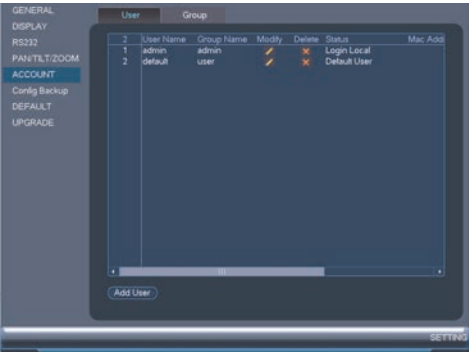 GENERAL
DISPLAY
RS232
PAN/TILT/ZOOM
ACCOUNT
Config Backup
DEFAULT
UPGRADE
User Group
2 User Name Group Name Modify Delete Status Mac Add
1 admin admin Login Local
2 default user Default User
Add User
SETTING